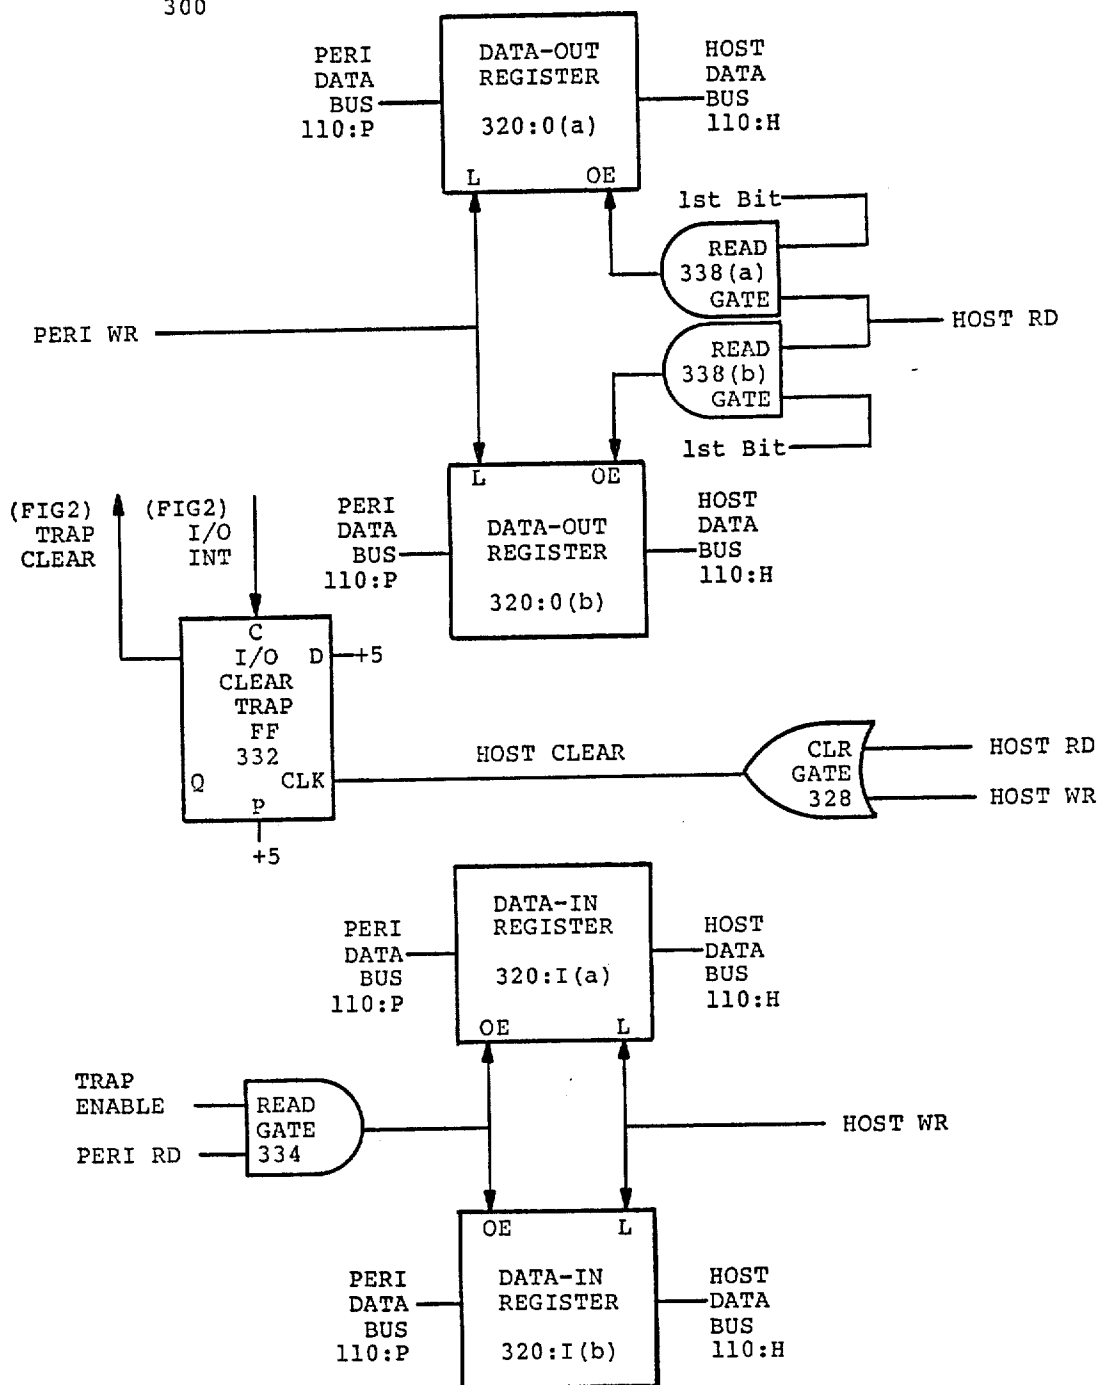 300
PERI
DATA
BUS
110:P
DATA-OUT
REGISTER
320:0(a)
L
OE
HOST
DATA
BUS
110:H
1st Bit
READ
338(a)
GATE
PERI WR
HOST RD
READ
338(b)
GATE
1st Bit
(FIG2)
TRAP
CLEAR
(FIG2)
I/O
INT
PERI
DATA
BUS
110:P
L
OE
DATA-OUT
REGISTER
320:0(b)
HOST
DATA
BUS
110:H
C
I/O
CLEAR
TRAP
FF
332
D
+5
Q
CLK
P
+5
HOST CLEAR
CLR
GATE
328
HOST RD
HOST WR
PERI
DATA
BUS
110:P
DATA-IN
REGISTER
320:I(a)
OE
L
HOST
DATA
BUS
110:H
TRAP
ENABLE
PERI RD
READ
GATE
334
HOST WR
PERI
DATA
BUS
110:P
OE
L
DATA-IN
REGISTER
320:I(b)
HOST
DATA
BUS
110:H